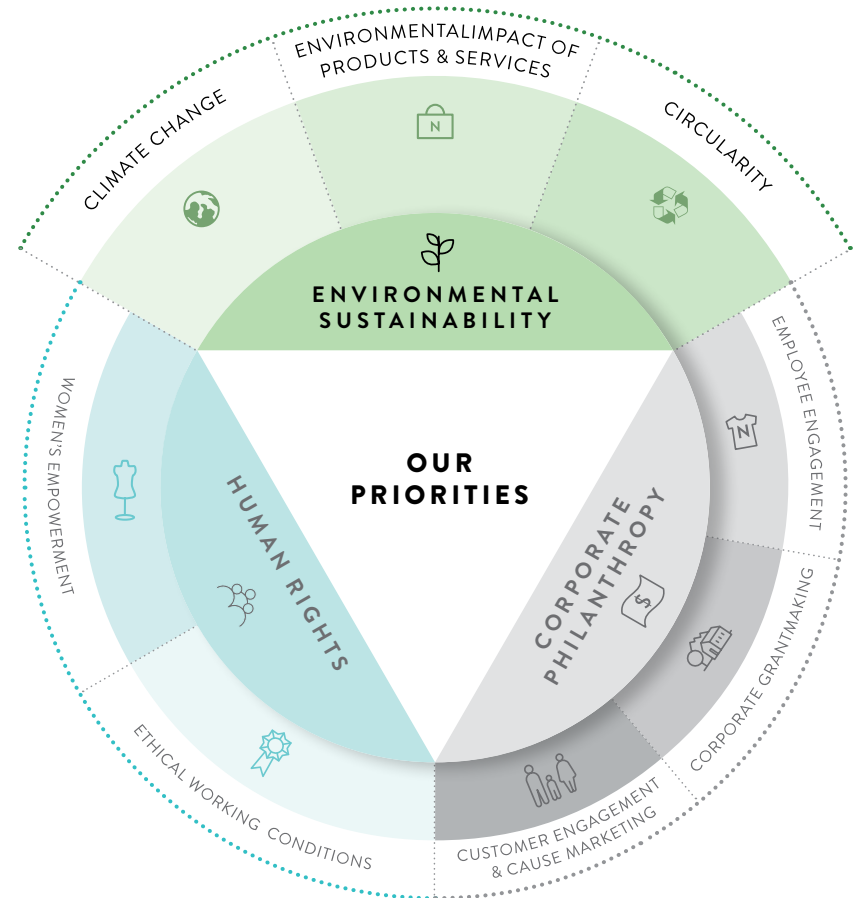 ENVIRONMENTALIMPACT OF
PRODUCTS & SERVICES
CLIMATE CHANGE
CIRCULARITY
N
ENVIRONMENTAL
SUSTAINABILITY
EMPLOYEE ENGAGEMENT
WOMEN'S EMPOWERMENT
N
OUR
PRIORITIES
HUMAN RIGHTS
CORPORATE
PHILANTHROPY
$
CORPORATE GRANTMAKING
ETHICAL WORKING CONDITIONS
CUSTOMER ENGAGEMENT
& CAUSE MARKETING